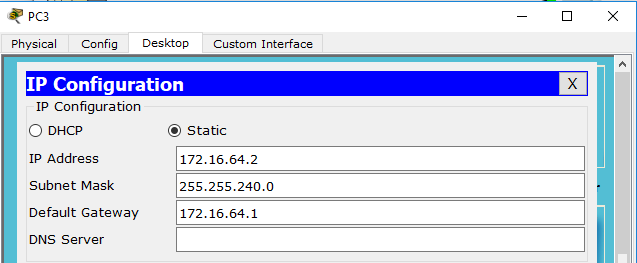 PC3
Physical Config Desktop Custom Interface
IP Configuration X
IP Configuration
DHCP Static
IP Address 172.16.64.2
Subnet Mask 255.255.240.0
Default Gateway 172.16.64.1
DNS Server